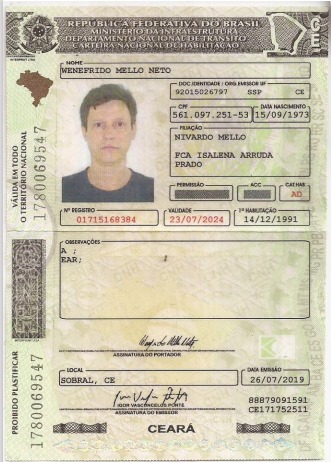 REPÚBLICA FEDERATIVA DO BRASIL
MINISTÉRIO DA INFRAESTRUTURA
DEPARTAMENTO NACIONAL DE TRÂNSITO
CARTEIRA NACIONAL DE HABILITAÇÃO
NOME
WENEFRIDO MELLO NETO
DOC. IDENTIDADE / ORG. EMISSOR UF
92015026797 SSP CE
CPF
DATA NASCIMENTO
561.097.251-53
15/09/1973
FILIAÇÃO
NIVARDO MELLO
FCA ISALENA ARRUDA
PRADO
PERMISSÃO
ACC
CAT.HAB
AD
Nº REGISTRO
VALIDADE
1ª HABILITAÇÃO
01715168384
23/07/2024
14/12/1991
VÁLIDA EM TODO
O TERRITÓRIO NACIONAL
1780069547
OBSERVAÇÕES
A ;
EAR;
ASSINATURA DO PORTADOR
LOCAL
DATA EMISSÃO
SOBRAL, CE
26/07/2019
IGOR VASCONCELOS PONTE
ASSINATURA DO EMISSOR
88879091591
CE171752511
PROIBIDO PLASTIFICAR
1780069547
CEARÁ